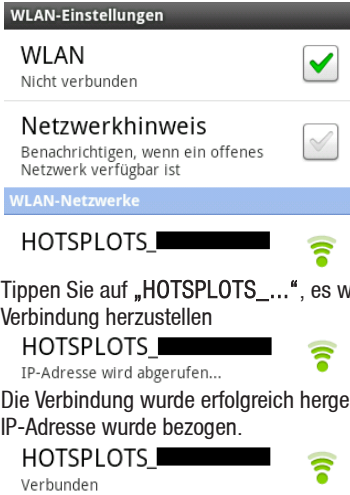 WLAN-Einstellungen
WLAN
Nicht verbunden
Netzwerkhinweis
Benachrichtigen, wenn ein offenes
Netzwerk verfügbar ist
WLAN-Netzwerke
HOTSPLOTS_
Tippen Sie auf „HOTSPLOTS_...“, es w
Verbindung herzustellen
HOTSPLOTS_
IP-Adresse wird abgerufen...
Die Verbindung wurde erfolgreich herge
IP-Adresse wurde bezogen.
HOTSPLOTS_
Verbunden